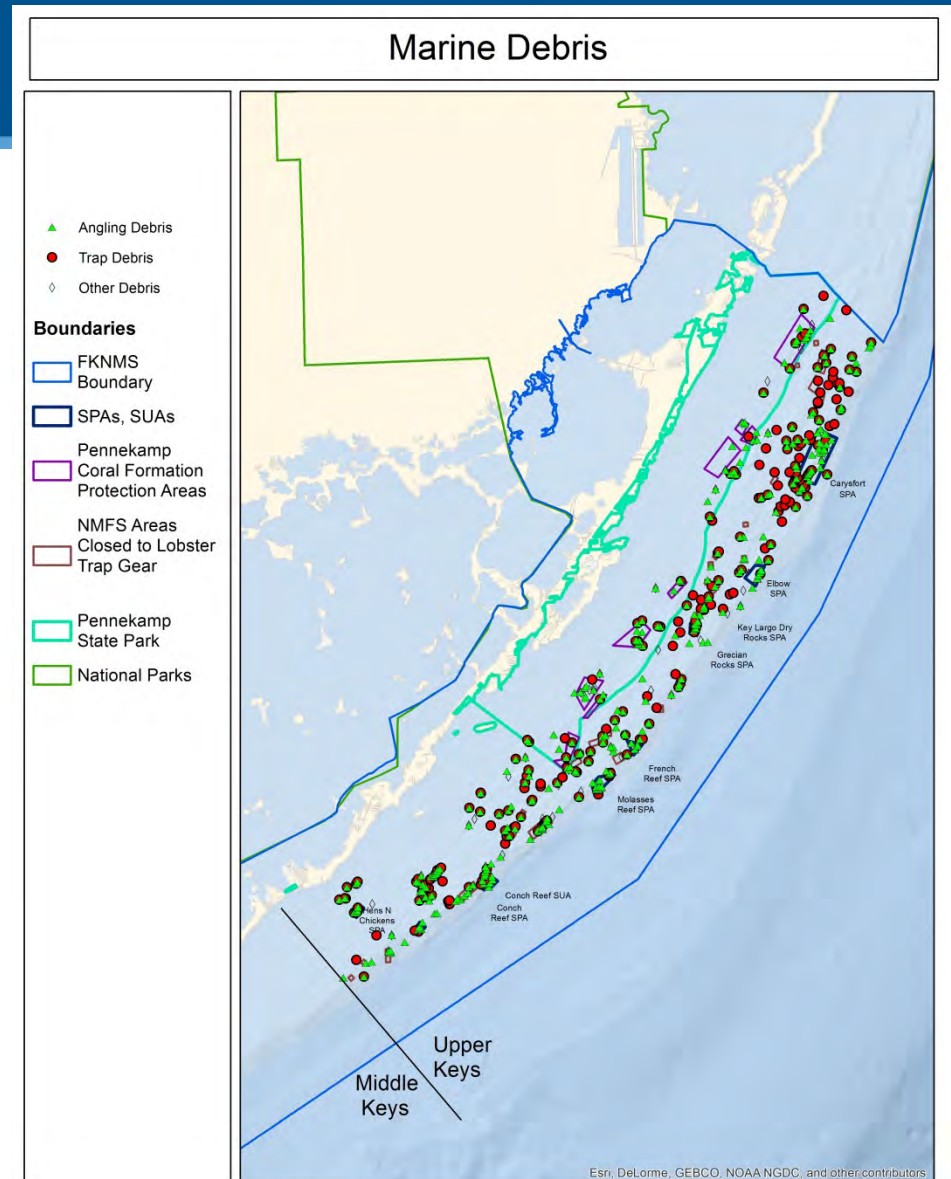 Marine Debris
Angling Debris
Trap Debris
Other Debris
Boundaries
FKNMS
Boundary
SPAs, SUAs
Pennekamp
Coral Formation
Protection Areas
NMFS Areas
Closed to Lobster
Trap Gear
Pennekamp
State Park
National Parks
Carysfort
SPA
Elbow
SPA
Key Largo Dry
Rocks SPA
Grecian
Rocks SPA
French
Reef SPA
Molasses
Reef SPA
Conch Reef SUA
Conch
Reef SPA
Hens N
Chickens
SPA
Upper
Keys
Middle
Keys
Esri, DeLorme, GEBCO, NOAA NGDC, and other contributors